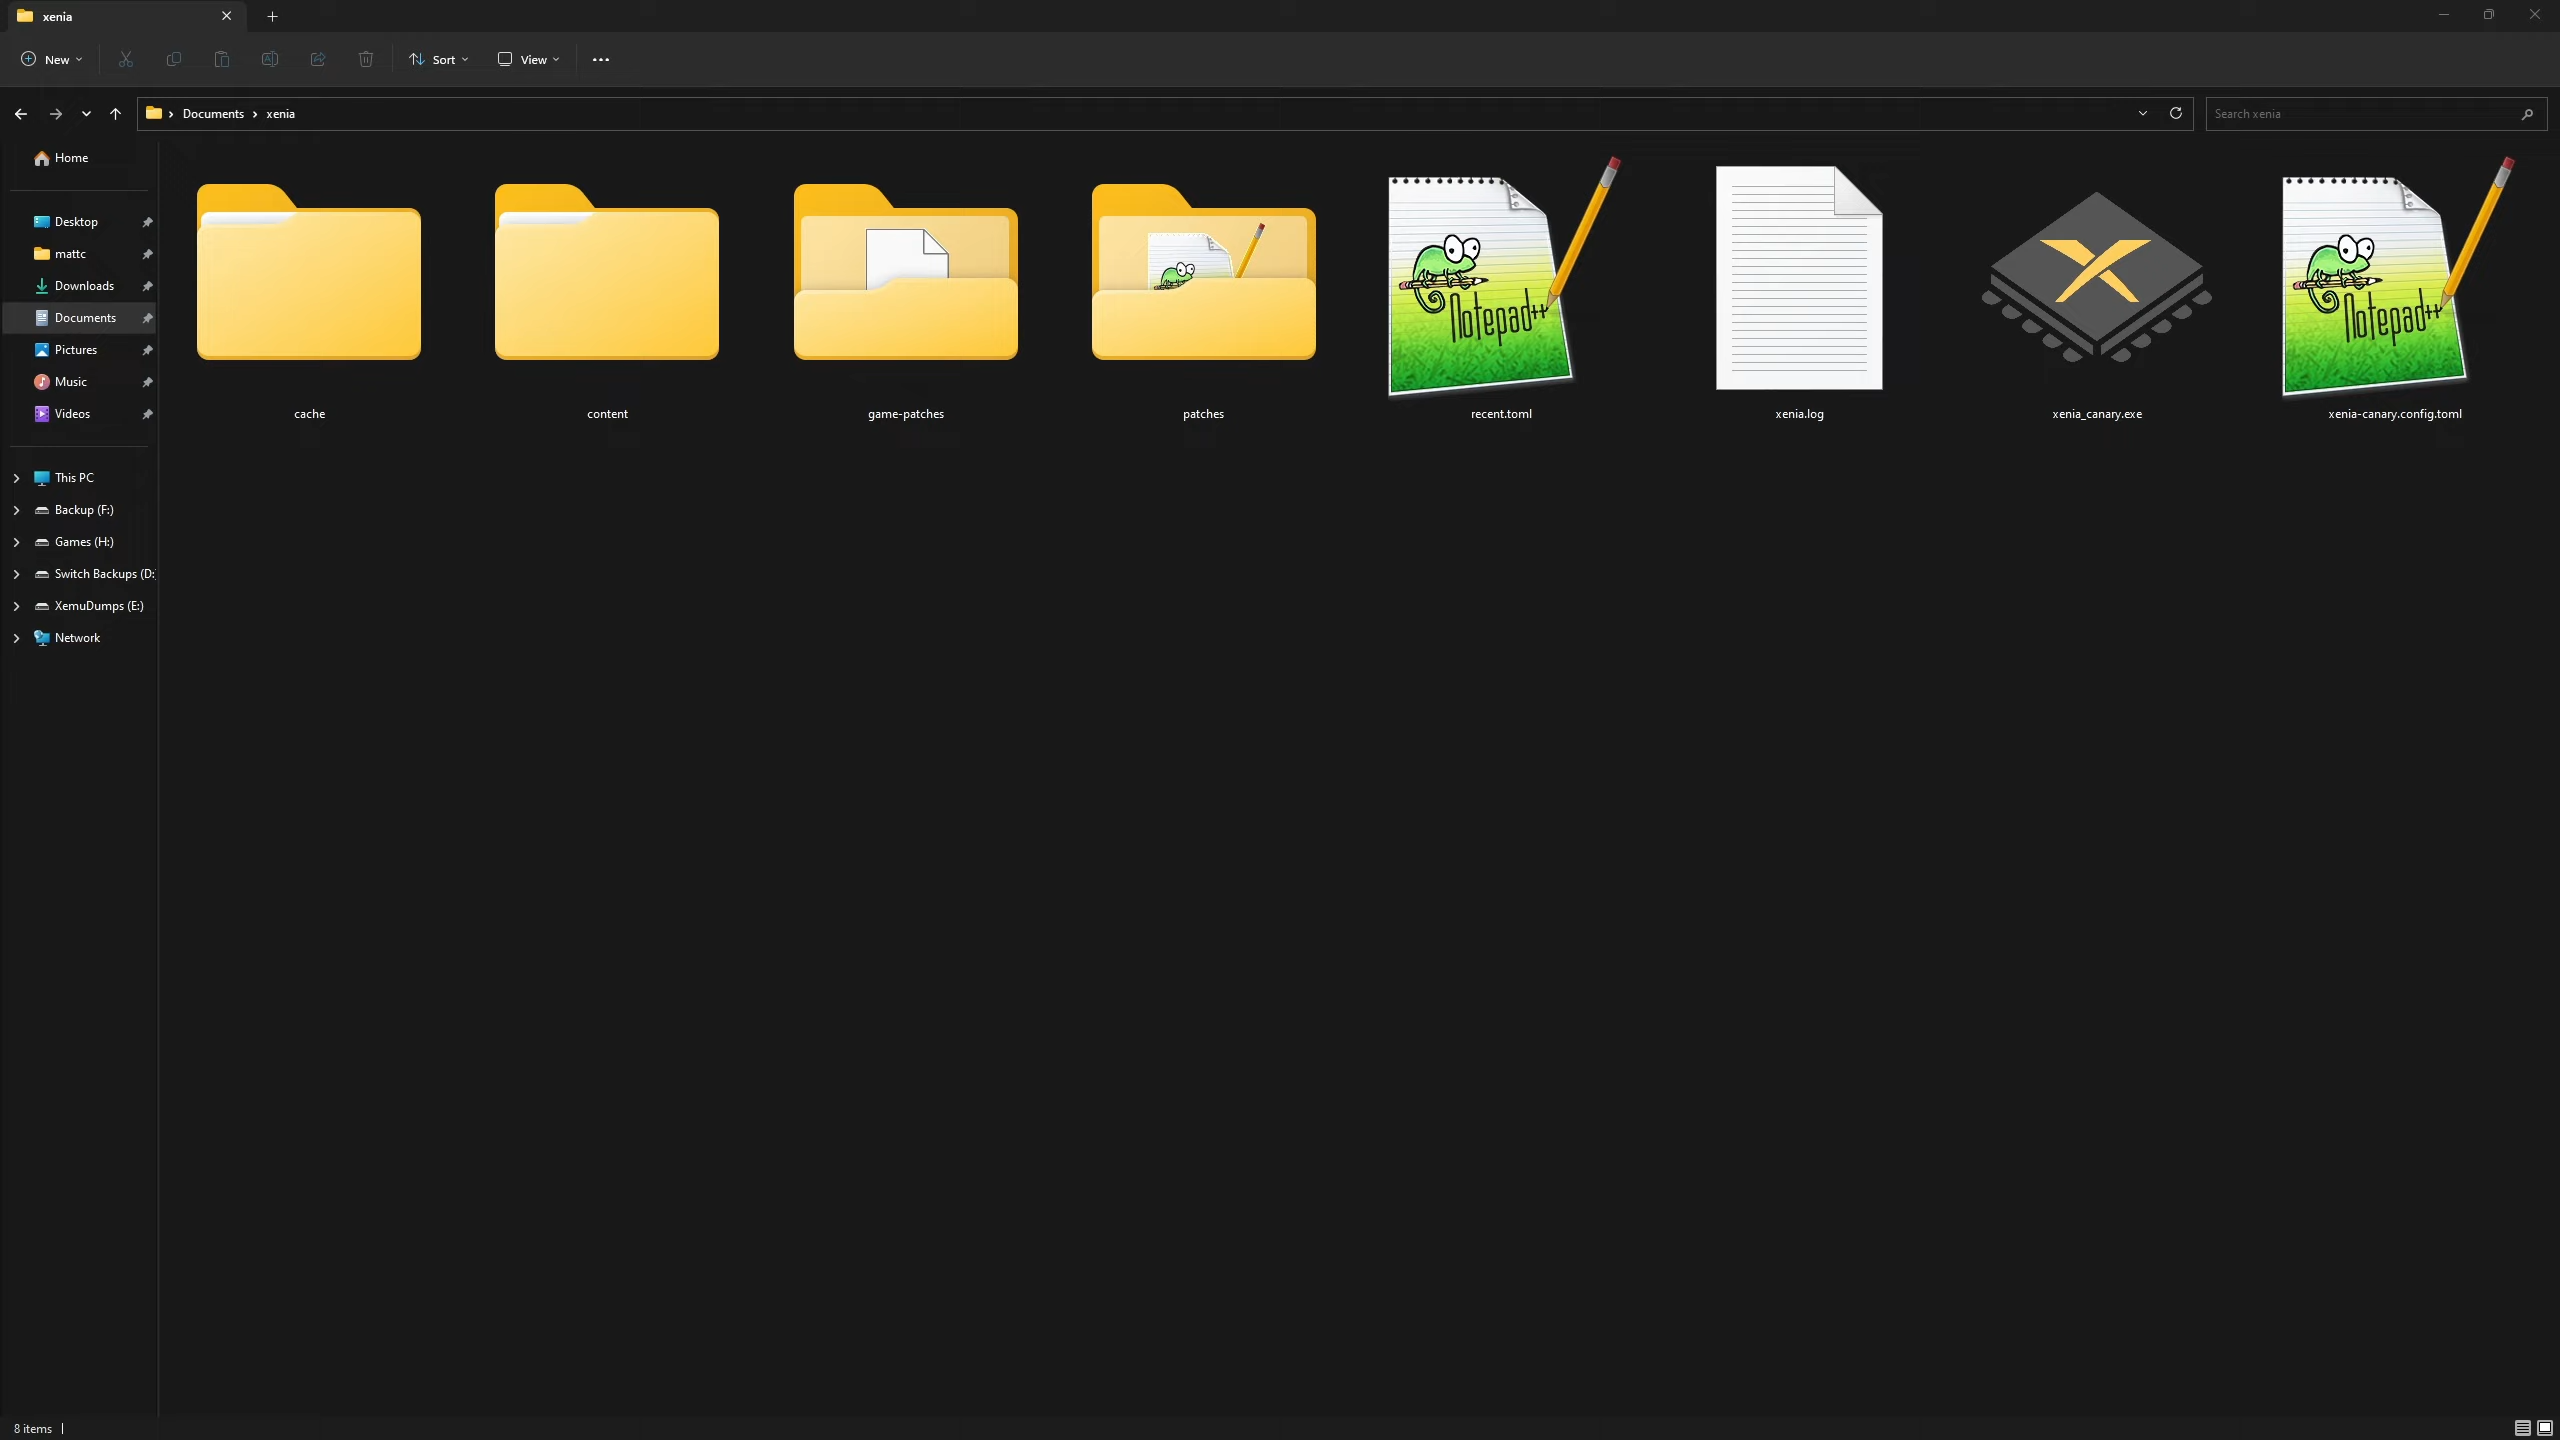 xenia
New
Sort
View
Documents
xenia
Search xenia
Home
Desktop
mattc
Downloads
Documents
Pictures
Music
Videos
This PC
Backup (F:)
Games (H:)
Switch Backups (D:
XemuDumps (E:)
Network
Notepad++
Notepad++
cache
content
game-patches
patches
recent.toml
xenia.log
xenia_canary.exe
xenia-canary.config.toml
8 items